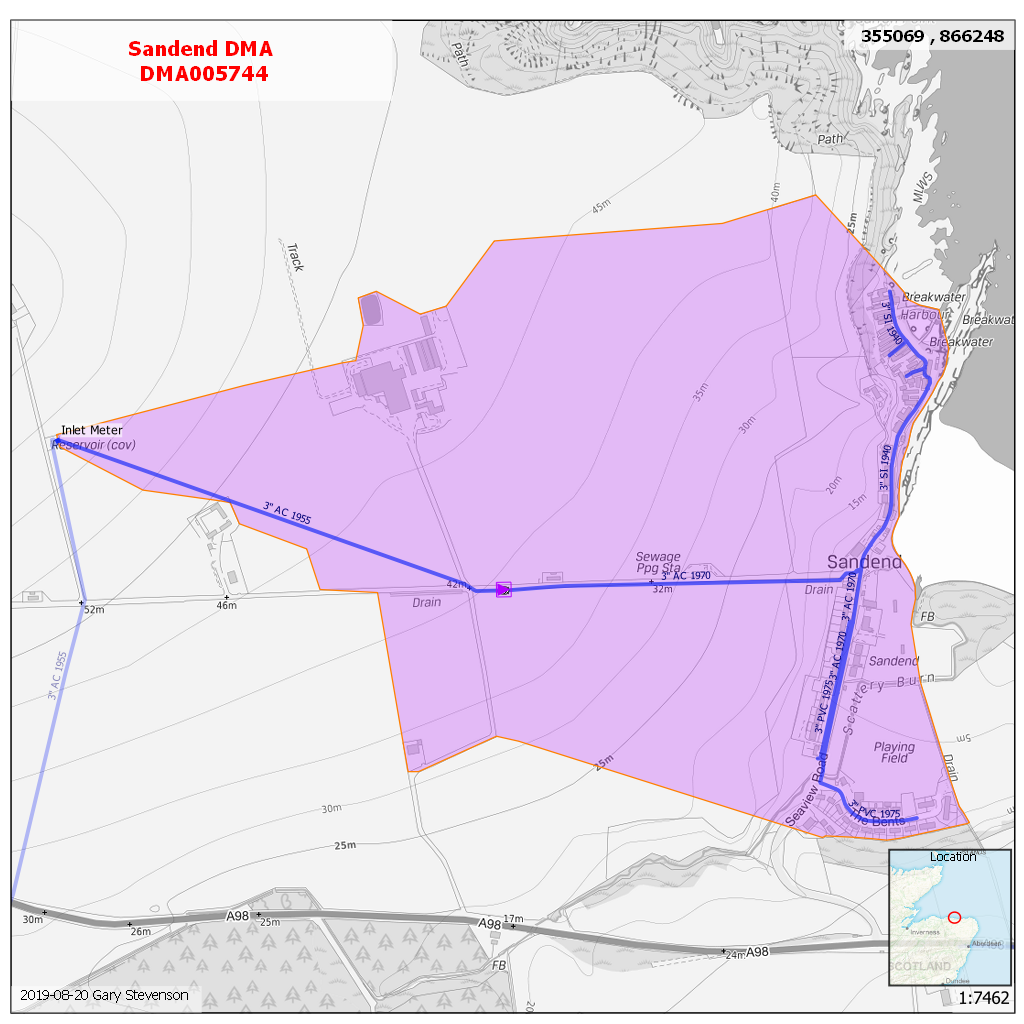 Sandend DMA
DMA005744
355069 , 866248
Path
Path
MLWS
45m
40m
25m
Track
Breakwater
Harbour
Breakwater
Breakwat
3" SI 1940
35m
30m
Inlet Meter
Reservoir (cov)
3" SI 1940
20m
15m
3" AC 1955
Sewage
Ppg Sta
Sandend
3" AC 1970
42m
32m
Drain
Drain
52m
46m
3" AC 1970
FB
3" AC 1955
3" AC 1970
Sandend
Scattery Burn
3" PVC 1975
5m
Playing
Field
Drain
25m
Seaview Road
3" PVC 1975
The Bents
30m
25m
Location
Inverness
Aberdeen
SCOTLAND
Dundee
A98
30m
26m
25m
A98
17m
24m
A98
FB
2019-08-20 Gary Stevenson
1:7462